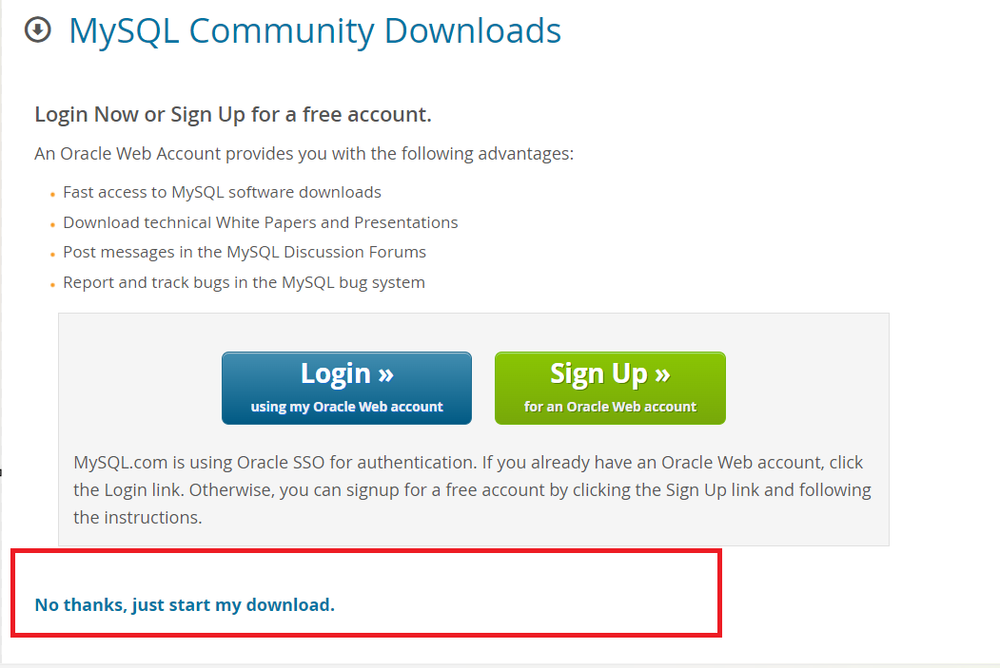 MySQL Community Downloads
Login Now or Sign Up for a free account.
An Oracle Web Account provides you with the following advantages:
Fast access to MySQL software downloads
Download technical White Papers and Presentations
Post messages in the MySQL Discussion Forums
Report and track bugs in the MySQL bug system
Login »
using my Oracle Web account
Sign Up »
for an Oracle Web account
MySQL.com is using Oracle SSO for authentication. If you already have an Oracle Web account, click
the Login link. Otherwise, you can signup for a free account by clicking the Sign Up link and following
the instructions.
No thanks, just start my download.